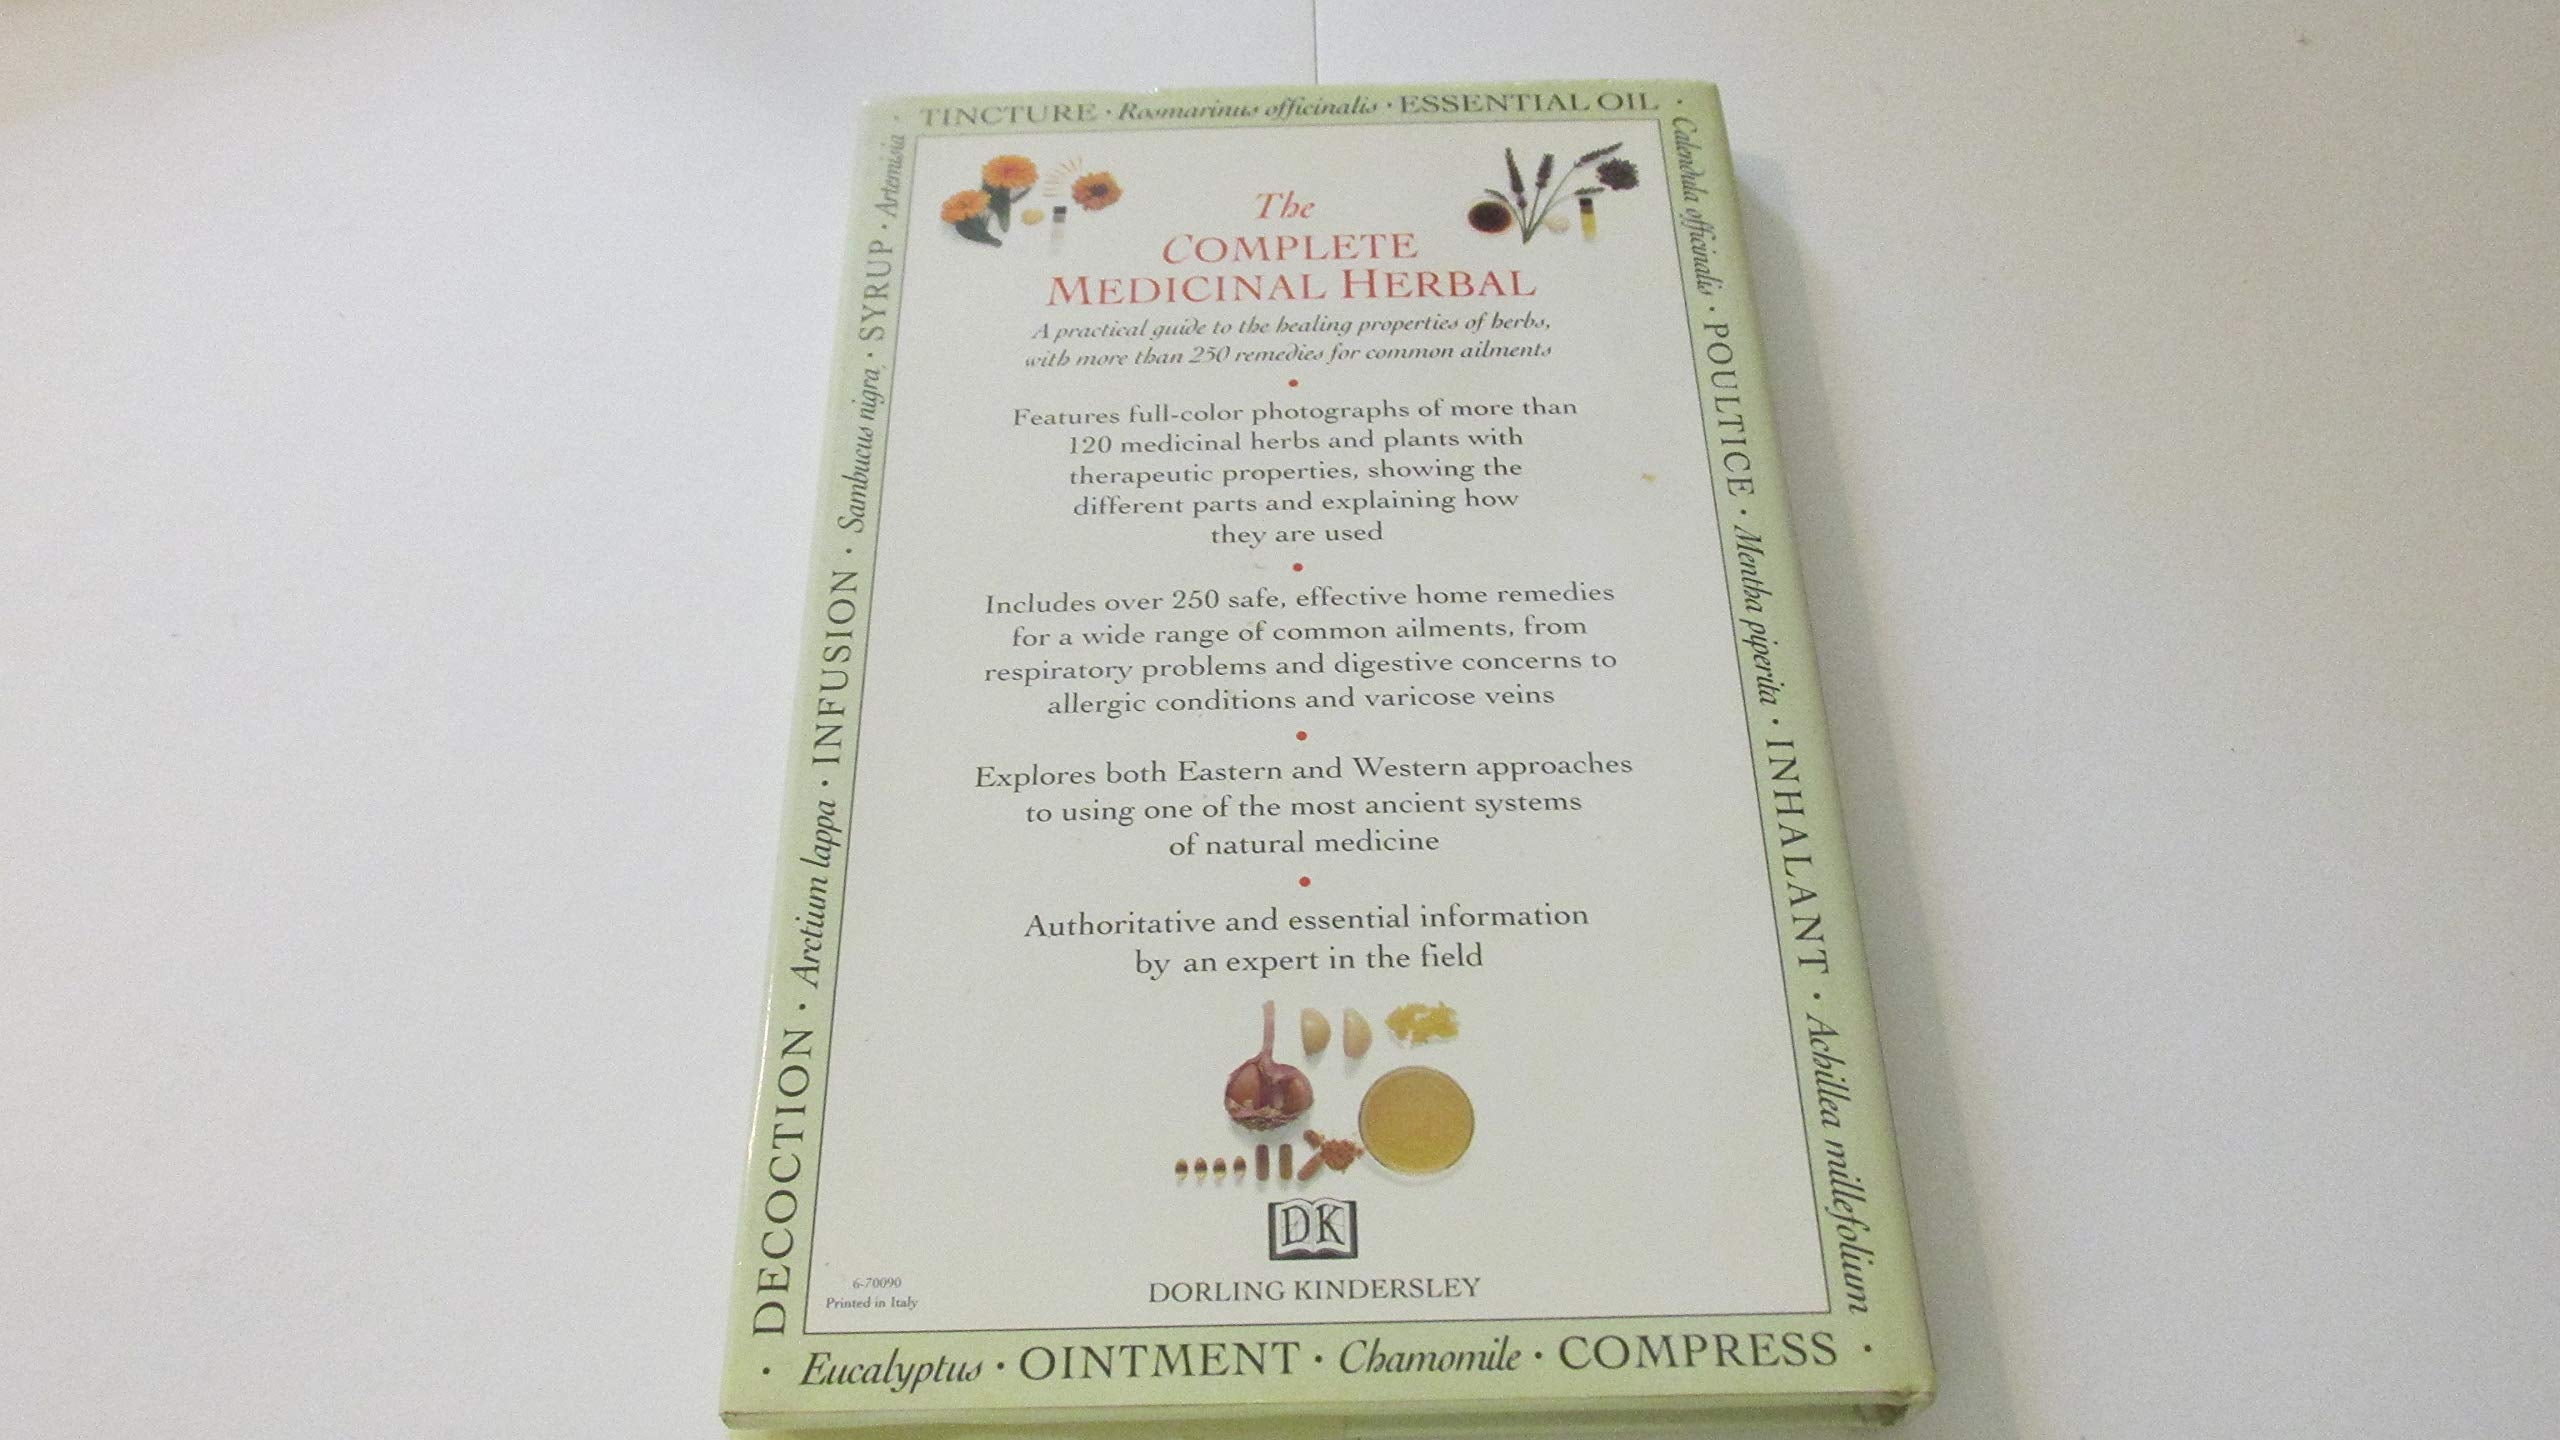 TINCTURE · Rosmarinus officinalis · ESSENTIAL OIL ·
Calendula officinalis · POULTICE · Mentha piperita · INHALANT · Achillea millefolium
· Eucalyptus · OINTMENT · Chamomile · COMPRESS ·
DECOCTION · Arctium lappa · INFUSION · Sambucus nigra · SYRUP · Artemisia ·
The
COMPLETE
MEDICINAL HERBAL
A practical guide to the healing properties of herbs,
with more than 250 remedies for common ailments
•
Features full-color photographs of more than
120 medicinal herbs and plants with
therapeutic properties, showing the
different parts and explaining how
they are used
•
Includes over 250 safe, effective home remedies
for a wide range of common ailments, from
respiratory problems and digestive concerns to
allergic conditions and varicose veins
•
Explores both Eastern and Western approaches
to using one of the most ancient systems
of natural medicine
•
Authoritative and essential information
by an expert in the field
DK
DORLING KINDERSLEY
6-70090
Printed in Italy